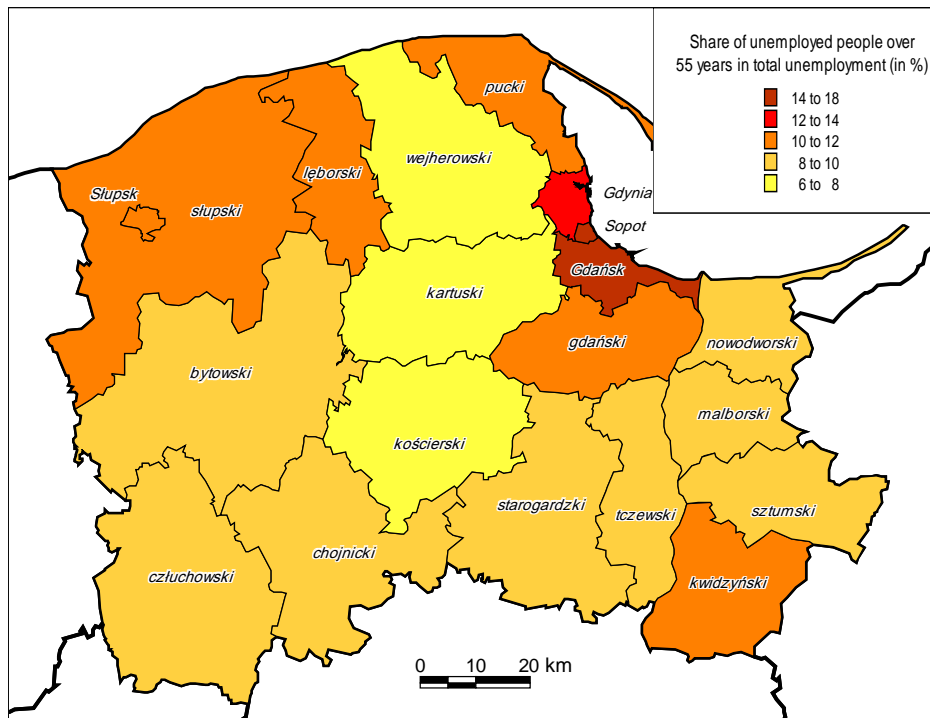 Share of unemployed people over
55 years in total unemployment (in %)
14 to 18
12 to 14
10 to 12
8 to 10
6 to 8
pucki
wejherowski
lęborski
Słupsk
słupski
Gdynia
Sopot
Gdańsk
kartuski
gdański
nowodworski
bytowski
malborski
kościerski
starogardzki
tczewski
sztumski
chojnicki
człuchowski
kwidzyński
0 10 20 km